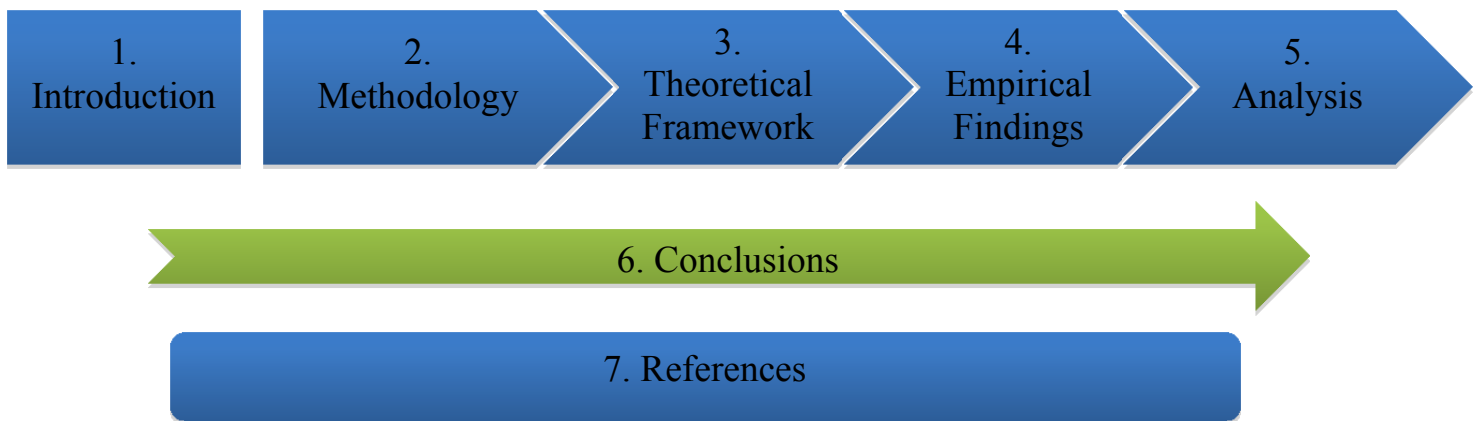 1.
Introduction
2.
Methodology
3.
Theoretical
Framework
4.
Empirical
Findings
5.
Analysis
6. Conclusions
7. References